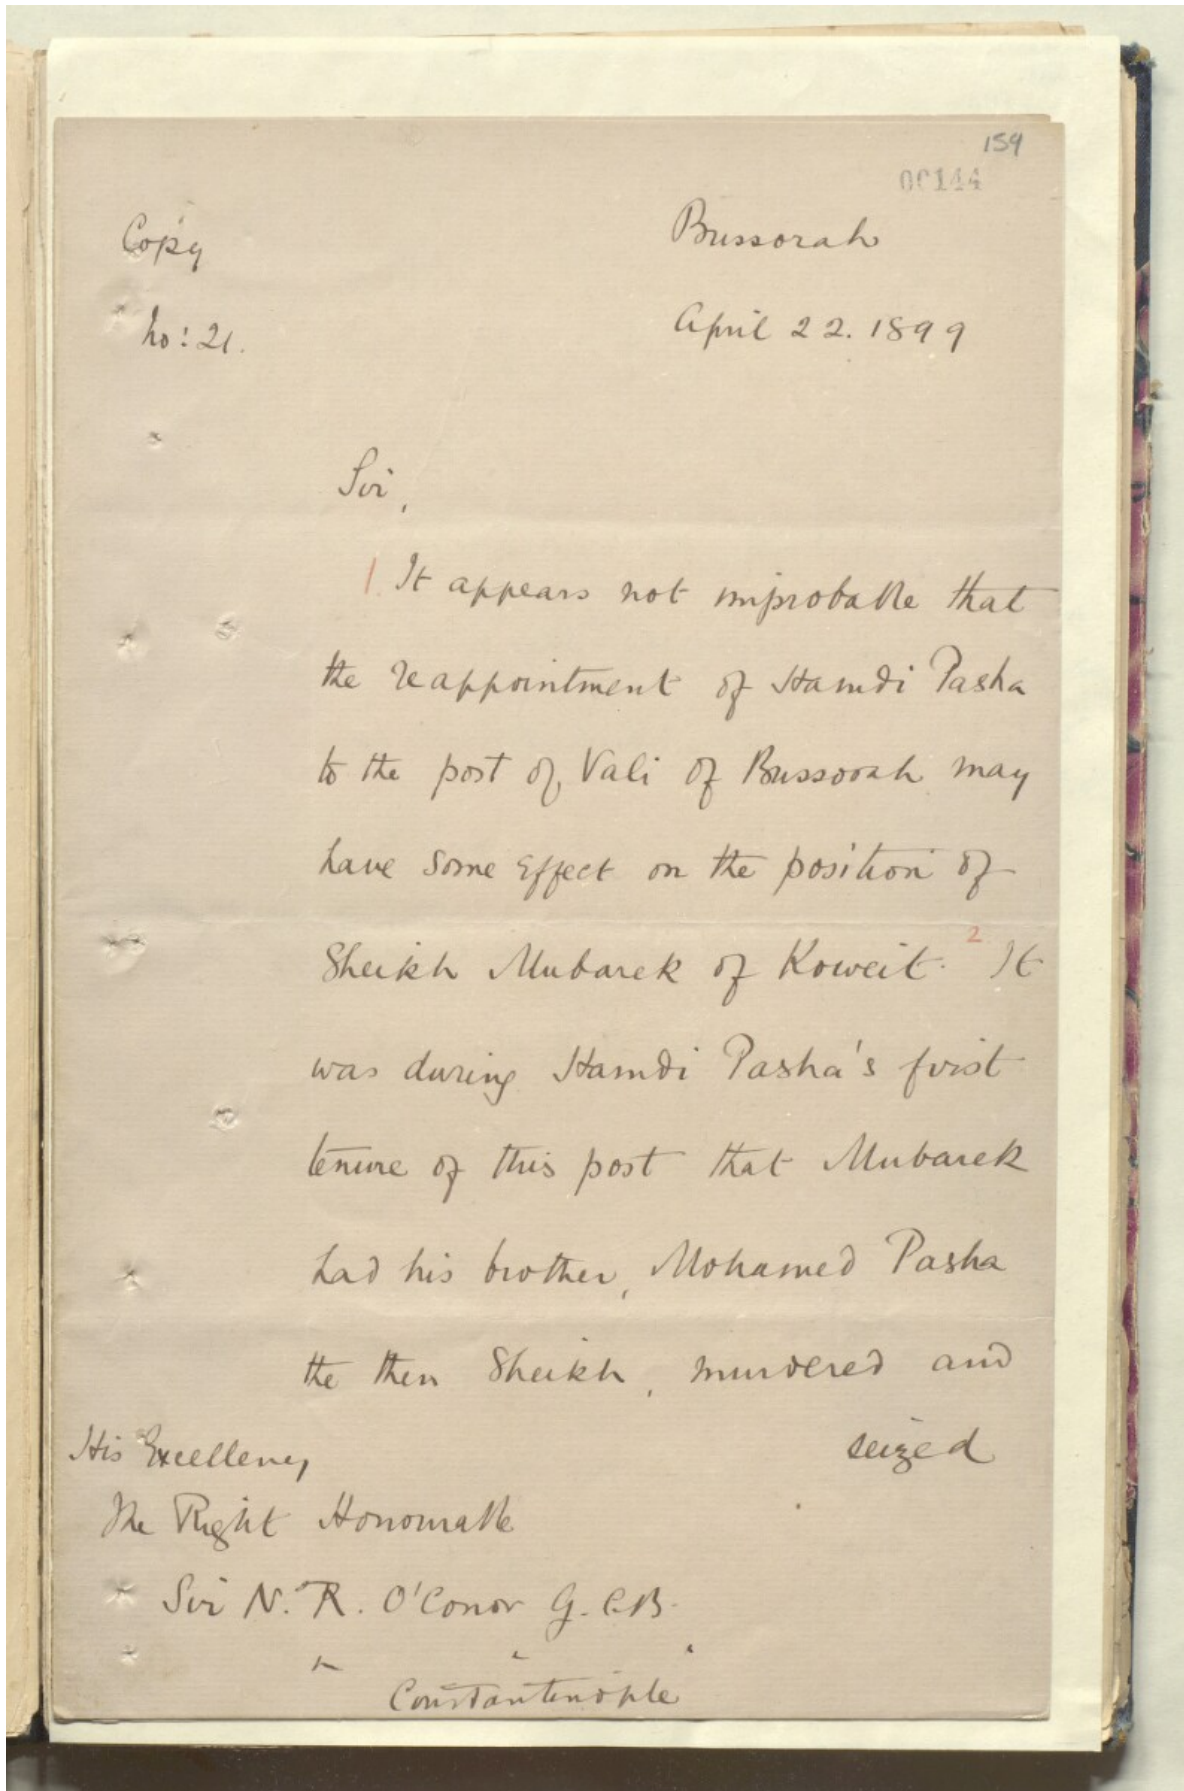 159
00144
Copy
Bussorah
No: 21.
April 22. 1899
Sir,
1 It appears not improbable that
the reappointment of Hamdi Pasha
to the post of Vali of Bussorah may
have some effect on the position of
Sheikh Mubarek of Koweit. 2 It
was during Hamdi Pasha's first
tenure of this post that Mubarek
had his brother, Mohamed Pasha
the then Sheikh, murdered and
seized
His Excellency
The Right Honourable
Sir N. R. O'Conor G.C.B.
Constantinople